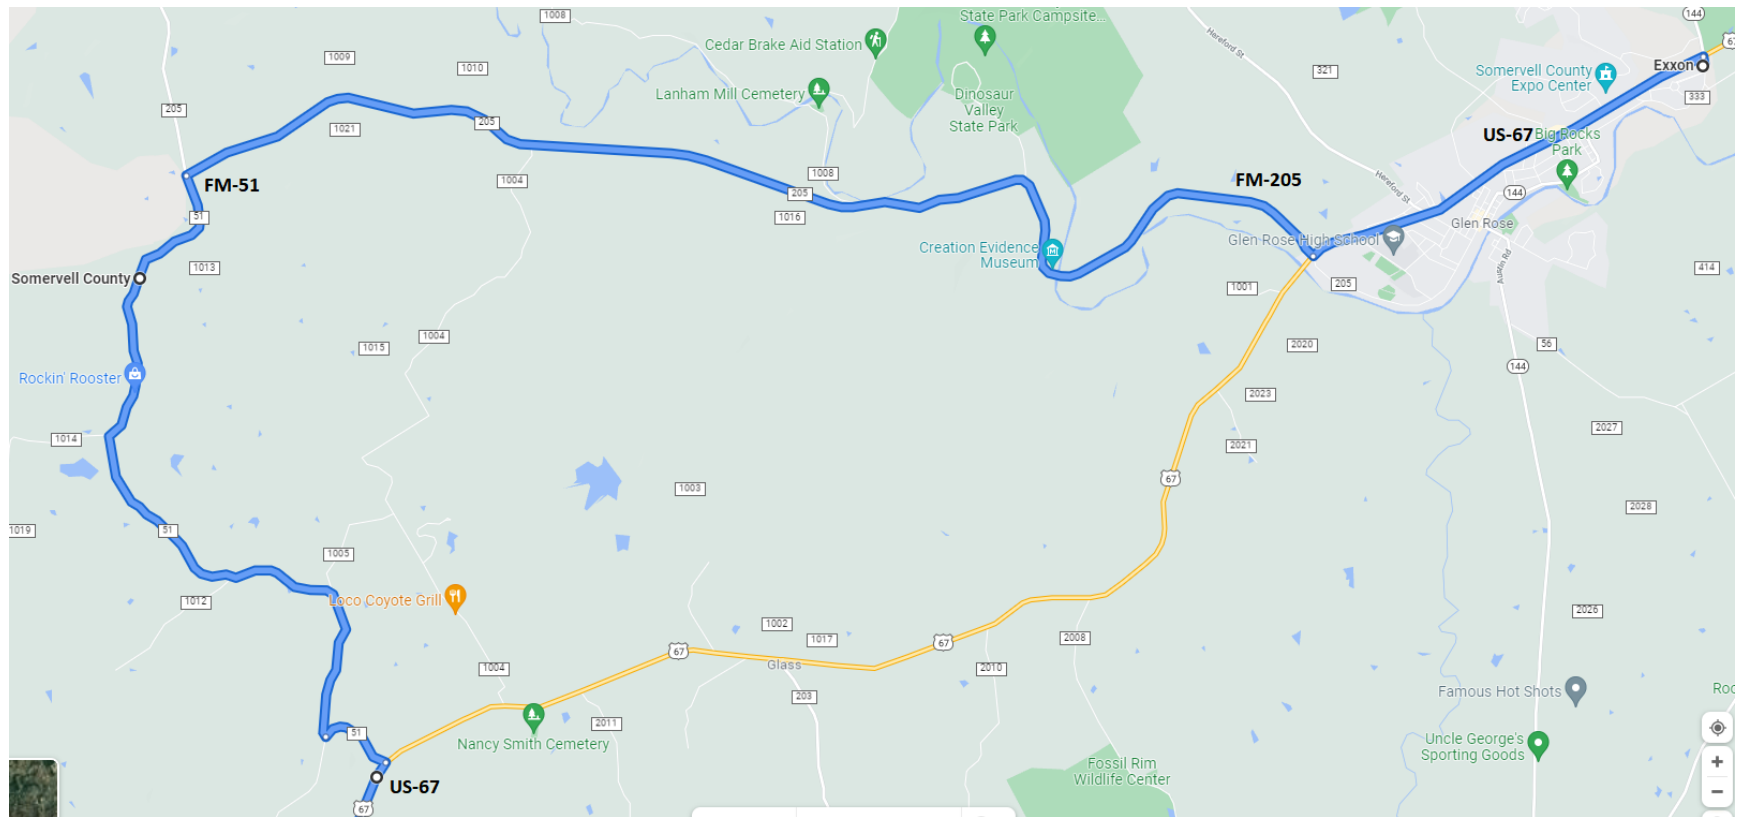 1008
State Park Campsite...
144
67
Cedar Brake Aid Station
Hereford St
1009
1010
321
Exxon
Somervell County
Expo Center
Lanham Mill Cemetery
Dinosaur
Valley
State Park
333
205
1021
205
US-67
Big Rocks
Park
FM-51
1004
1008
205
FM-205
Hereford St
144
51
1016
Glen Rose
Creation Evidence
Museum
Glen Rose High School
Austin Rd
1013
414
Somervell County
1001
205
1004
1015
2020
56
Rockin' Rooster
144
2023
1014
2027
2021
67
1003
2028
1019
51
1005
1012
Loco Coyote Grill
2026
1002
1017
2008
67
67
Glass
1004
2010
203
Famous Hot Shots
Roc
2011
51
Nancy Smith Cemetery
Uncle George's
Sporting Goods
Fossil Rim
Wildlife Center
US-67
67